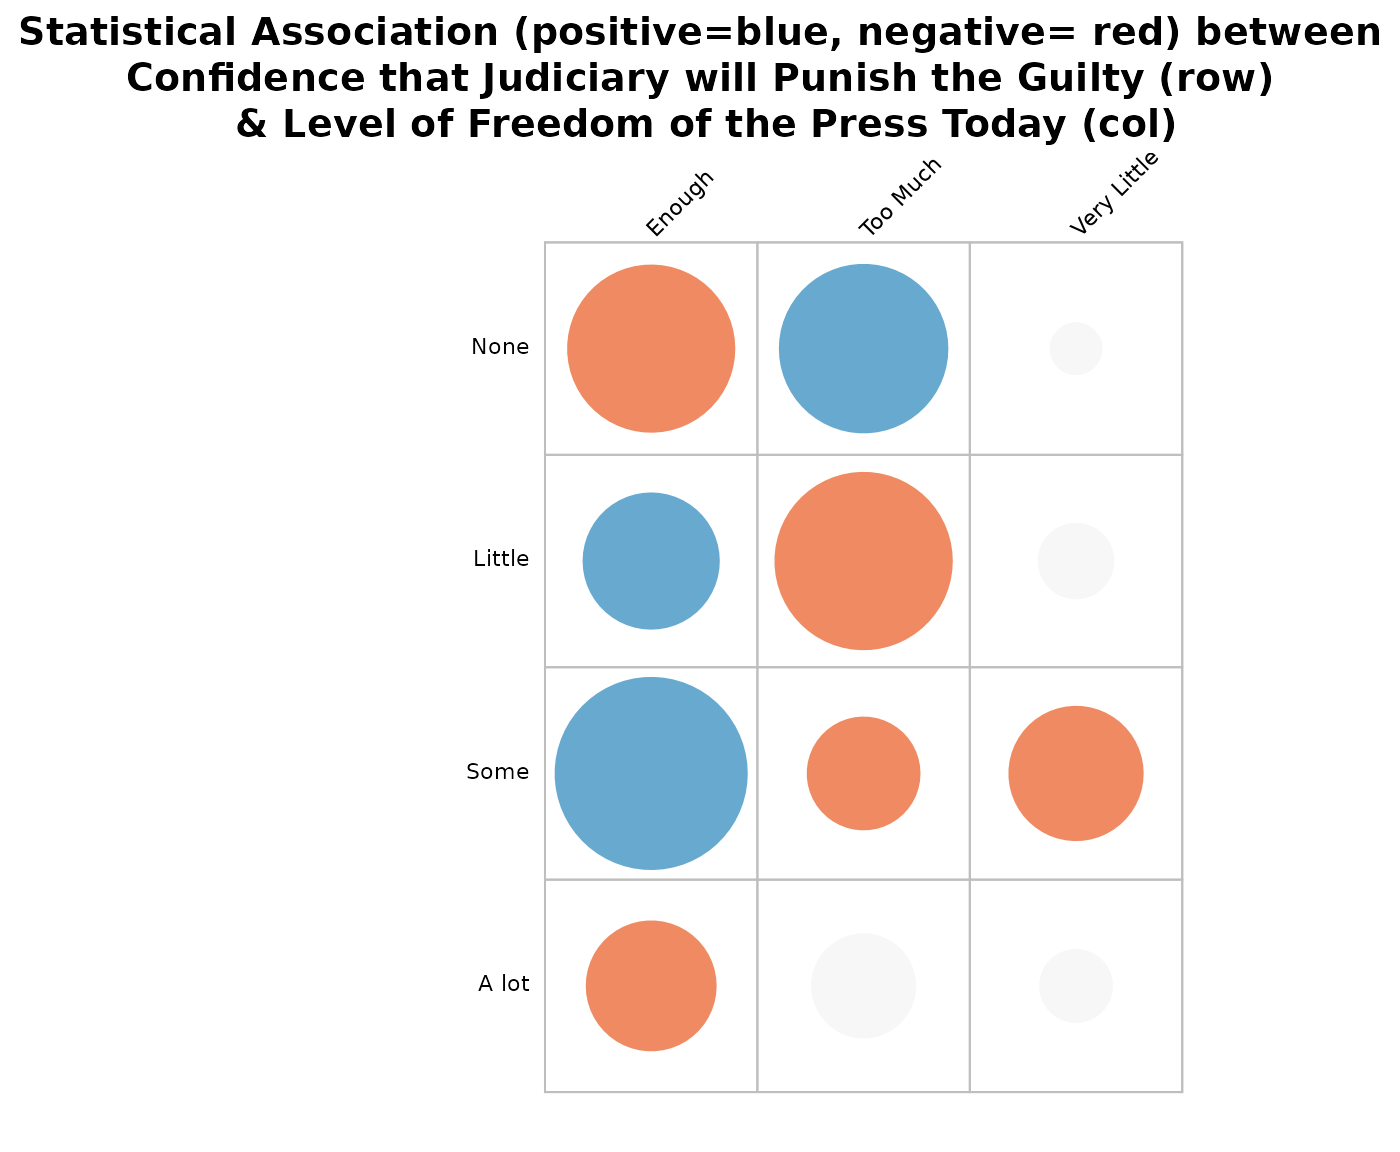 Statistical Association (positive=blue, negative= red) between
Confidence that Judiciary will Punish the Guilty (row)
& Level of Freedom of the Press Today (col)
Enough
Too Much
Very Little
None
Little
Some
A lot